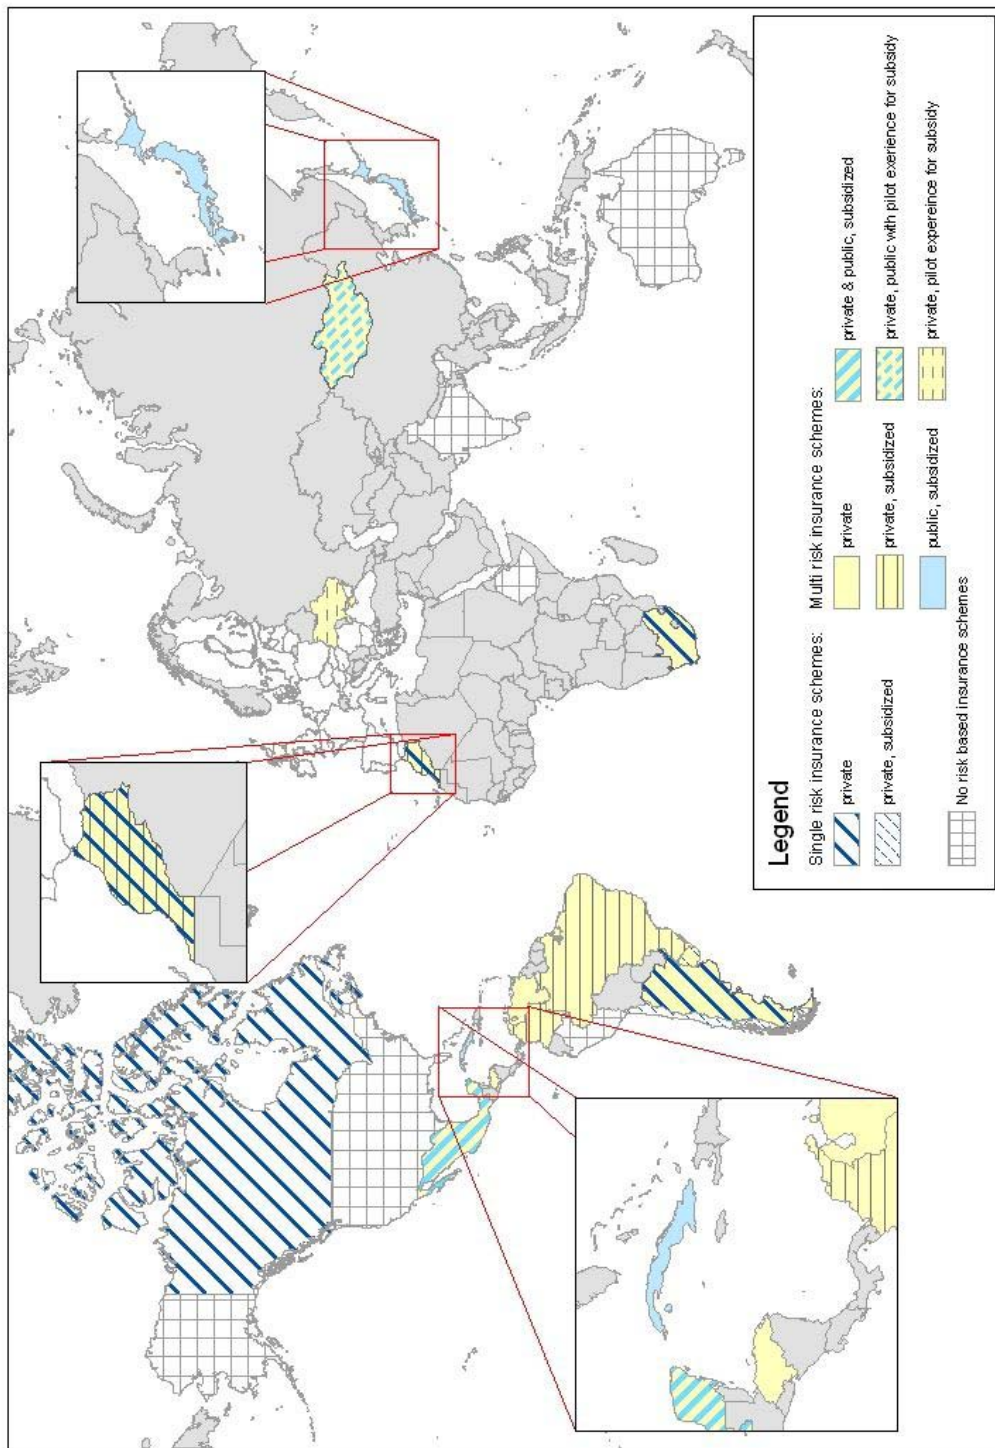 Legend
Single risk insurance schemes:
private
private, subsidized
No risk based insurance schemes
Multi risk insurance schemes:
private
private, subsidized
public, subsidized
private & public, subsidized
private, public with pilot exerience for subsidy
private, pilot expereince for subsidy